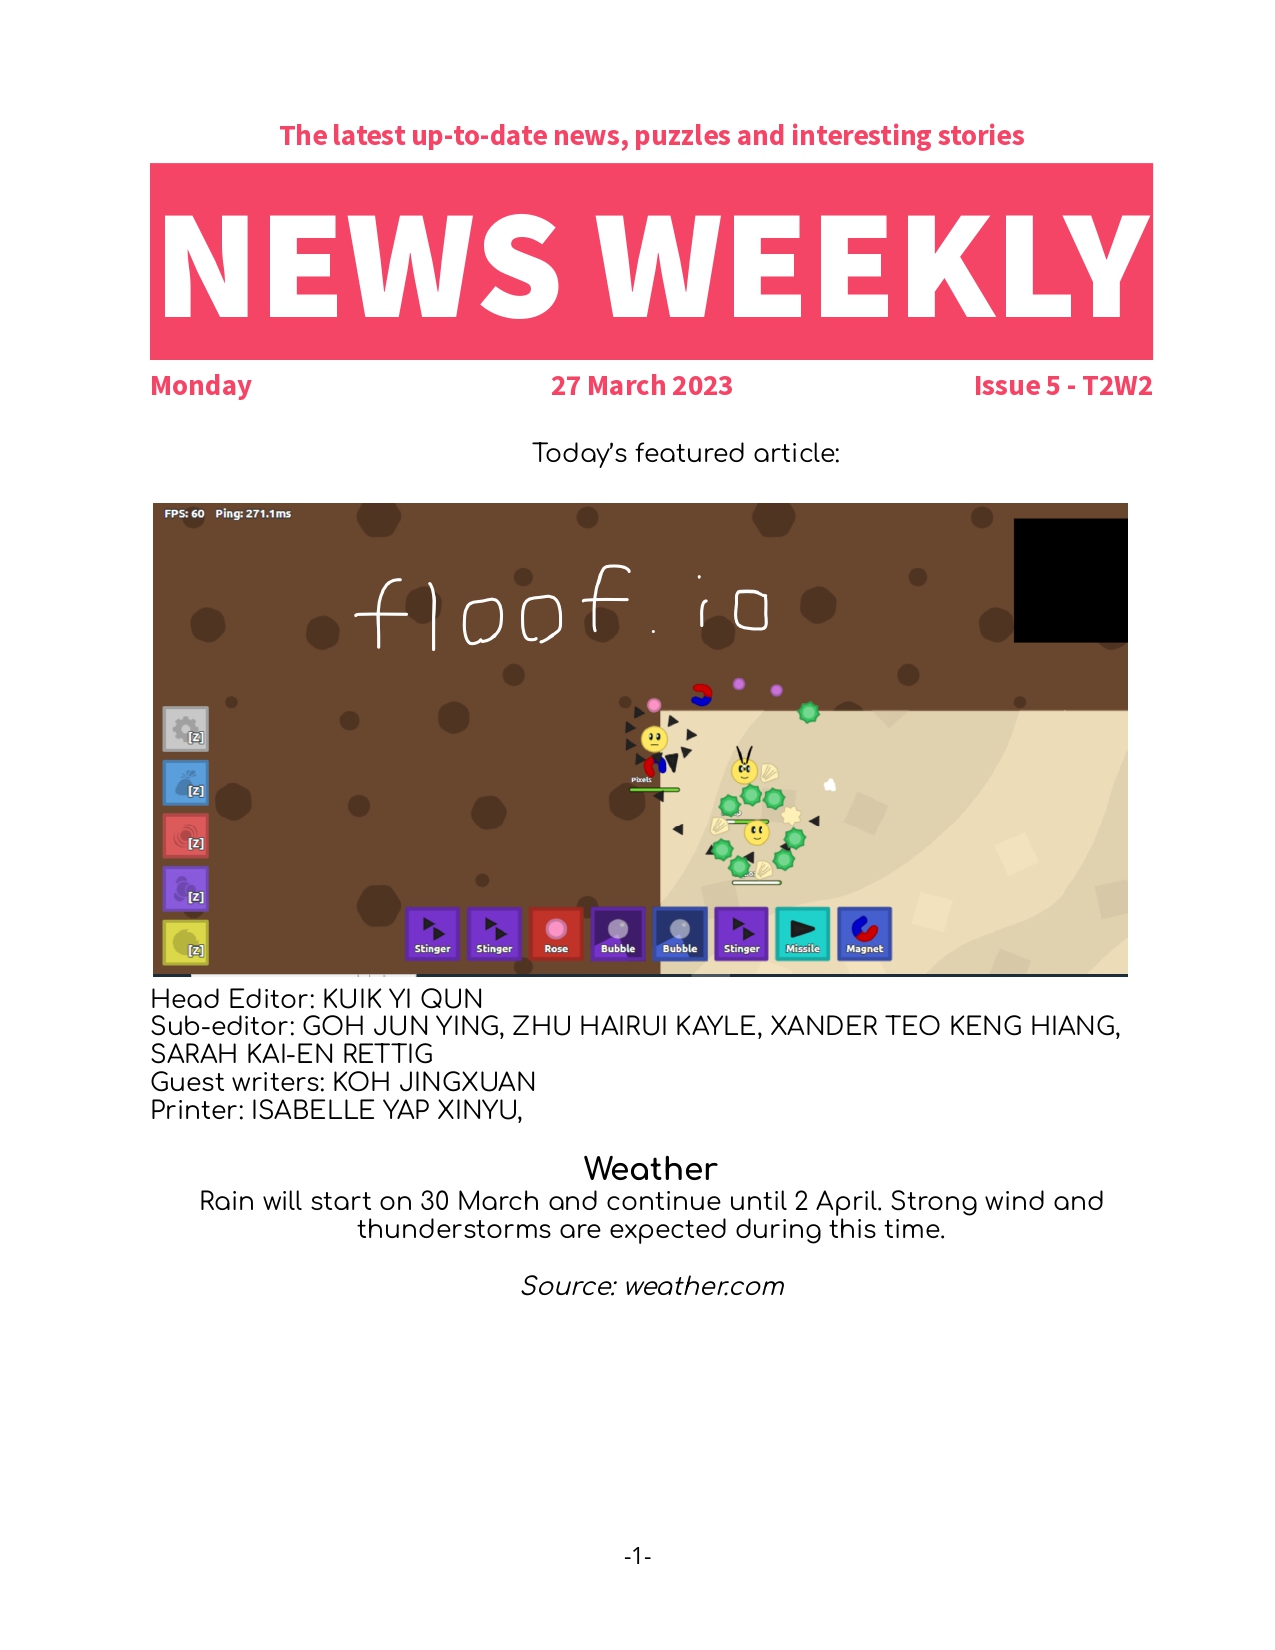 The latest up-to-date news, puzzles and interesting stories
NEWS WEEKLY
Monday 27 March 2023 Issue 5 - T2W2
Today's featured article:
FPS: 60 Ping: 271.1ms
floof.io
Pixels
[Z]
[Z]
[Z]
[Z]
[Z]
Stinger Stinger Rose Bubble Bubble Stinger Missile Magnet
Head Editor: KUIK YI QUN
Sub-editor: GOH JUN YING, ZHU HAIRUI KAYLE, XANDER TEO KENG HIANG,
SARAH KAI-EN RETTIG
Guest writers: KOH JINGXUAN
Printer: ISABELLE YAP XINYU,
Weather
Rain will start on 30 March and continue until 2 April. Strong wind and
thunderstorms are expected during this time.
Source: weather.com
-1-